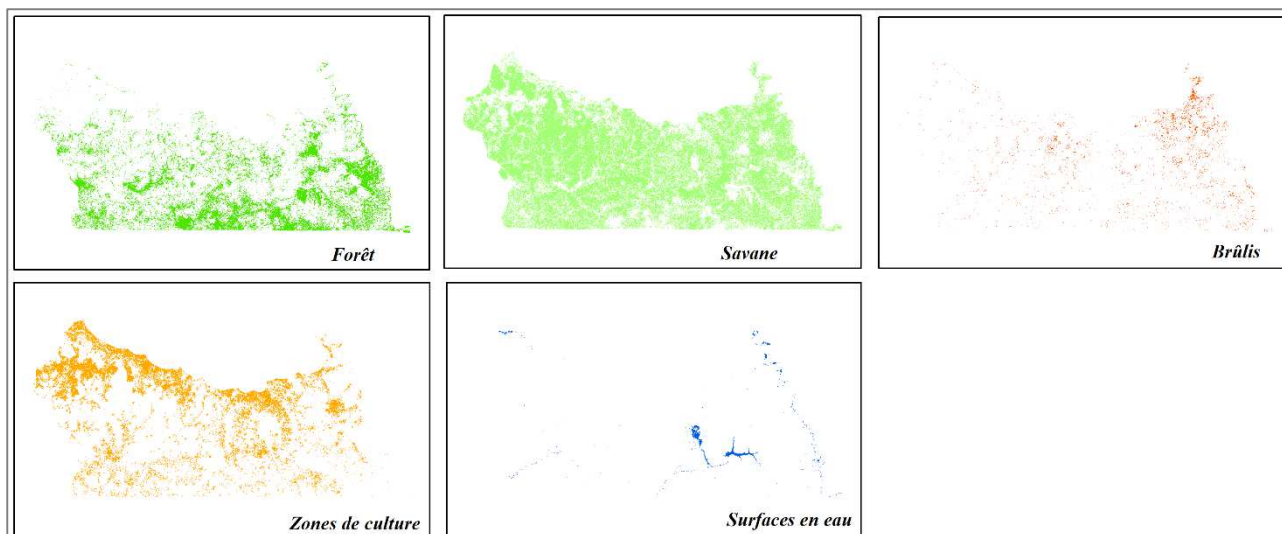 Forêt
Savane
Brûlis
Zones de culture
Surfaces en eau